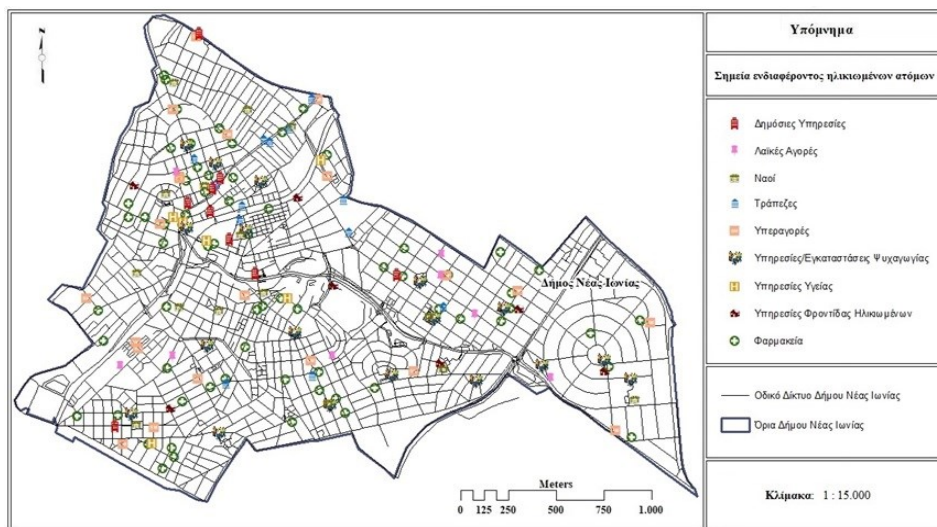 N
Δήμος Νέας Ιωνίας
Meters
0 125 250 500 750 1.000
Υπόμνημα
Σημεία ενδιαφέροντος ηλικιωμένων ατόμων
Δημόσιες Υπηρεσίες
Λαϊκές Αγορές
Ναοί
Τράπεζες
Υπεραγορές
Υπηρεσίες/Εγκαταστάσεις Ψυχαγωγίας
Υπηρεσίες Υγείας
Υπηρεσίες Φροντίδας Ηλικιωμένων
Φαρμακεία
Οδικό Δίκτυο Δήμου Νέας Ιωνίας
Όρια Δήμου Νέας Ιωνίας
Κλίμακα: 1 : 15.000